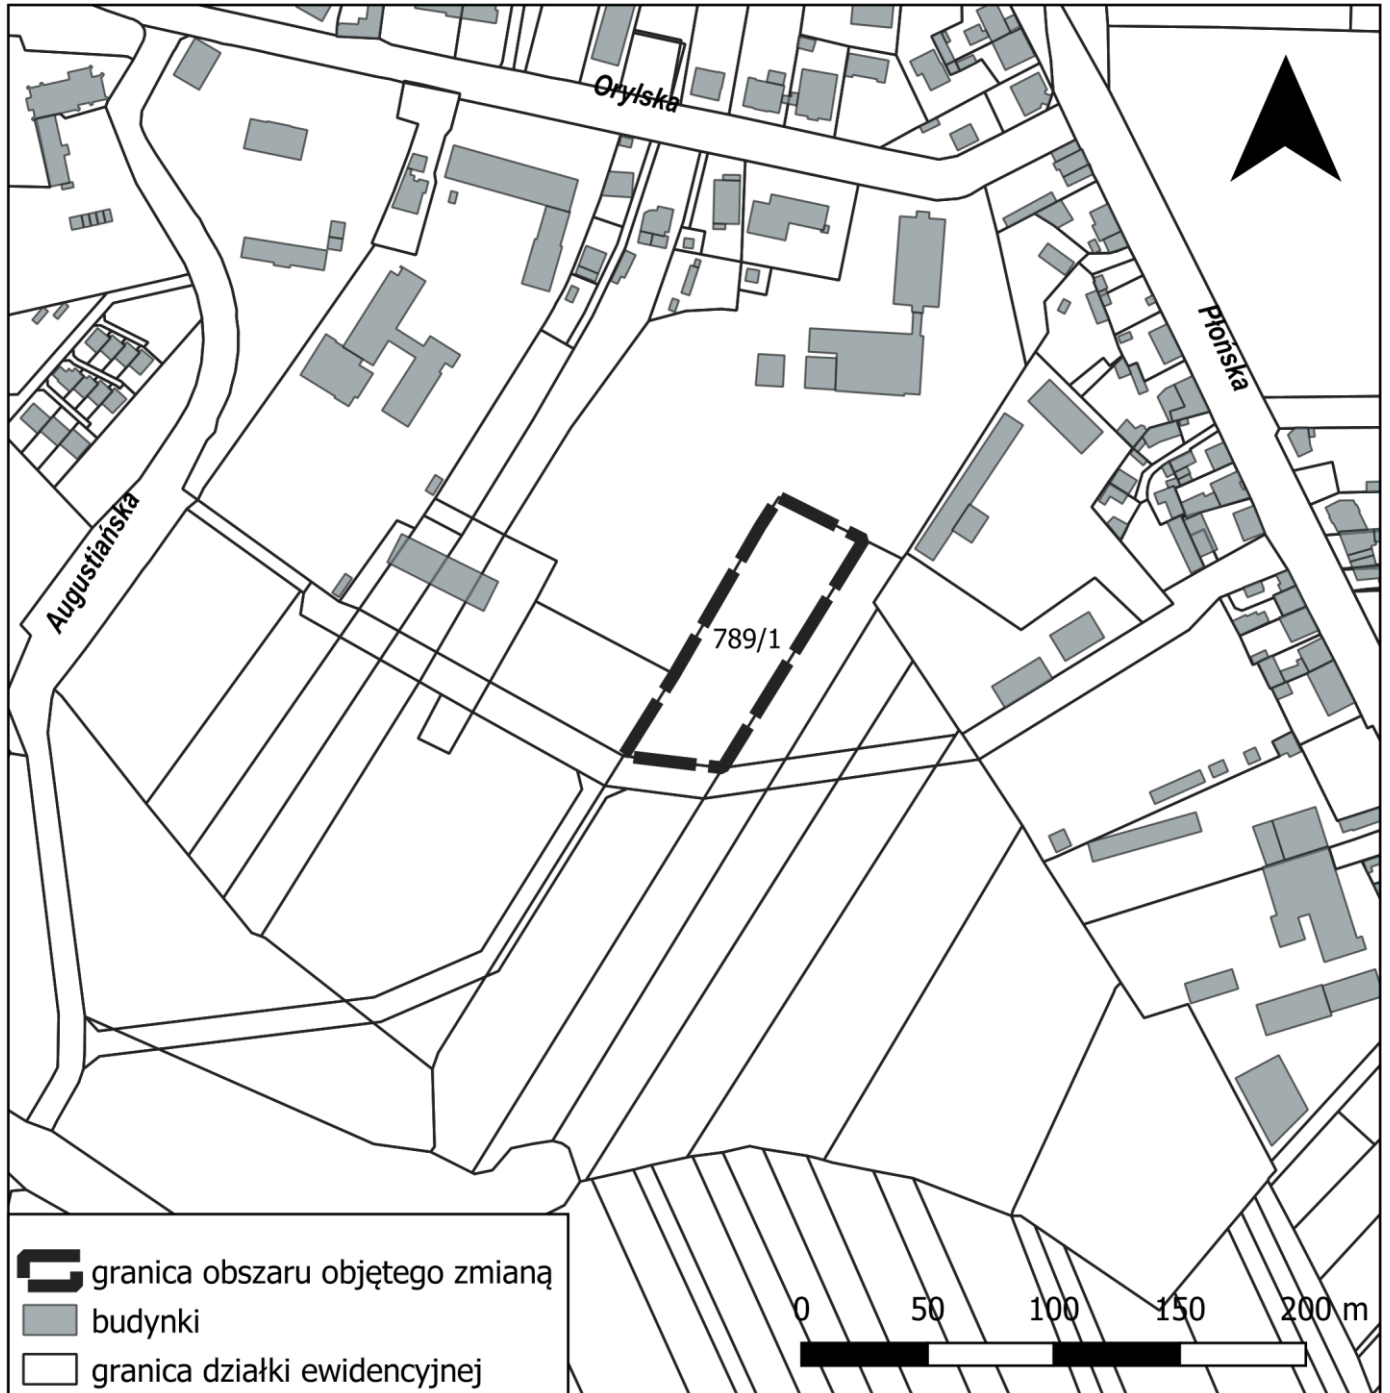 Orylska
Płońska
Augustiańska
789/1
granica obszaru objętego zmianą
budynki
granica działki ewidencyjnej
0 50 100 150 200 m